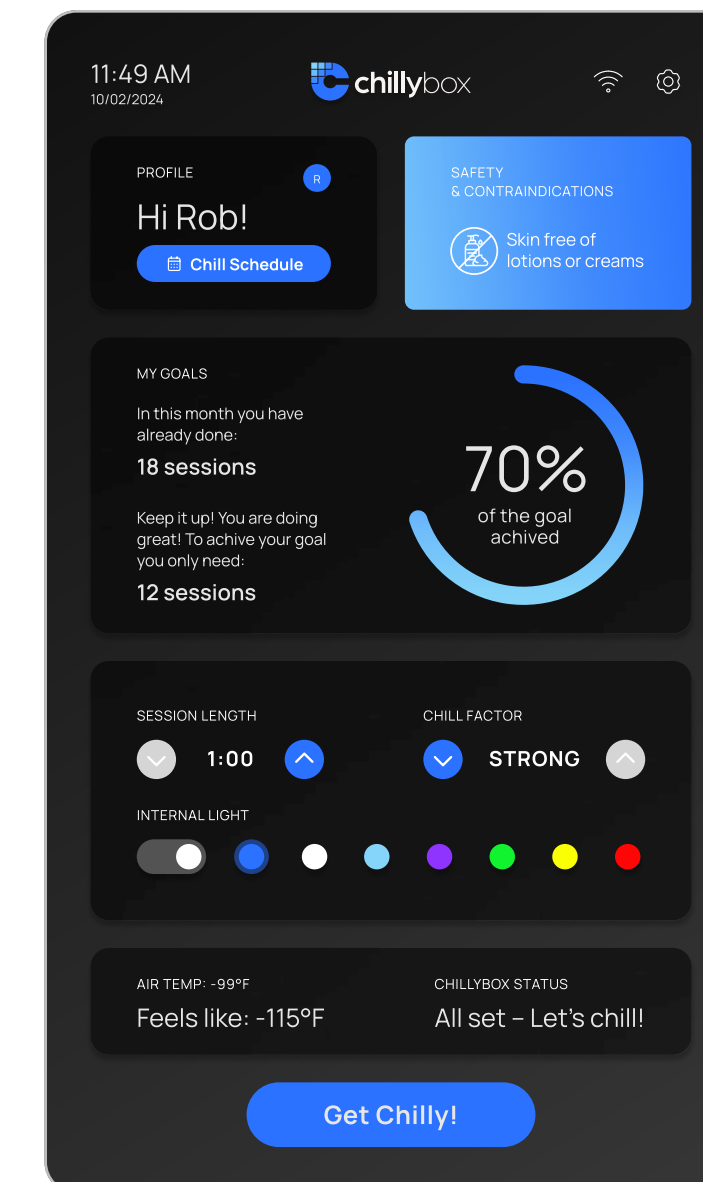 11:49 AM
10/02/2024
chillybox
PROFILE
R
Hi Rob!
Chill Schedule
SAFETY
& CONTRAINDICATIONS
Skin free of
lotions or creams
MY GOALS
In this month you have
already done:
18 sessions
Keep it up! You are doing
great! To achive your goal
you only need:
12 sessions
70%
of the goal
achived
SESSION LENGTH
1:00
CHILL FACTOR
STRONG
INTERNAL LIGHT
AIR TEMP: -99°F
Feels like: -115°F
CHILLYBOX STATUS
All set – Let's chill!
Get Chilly!